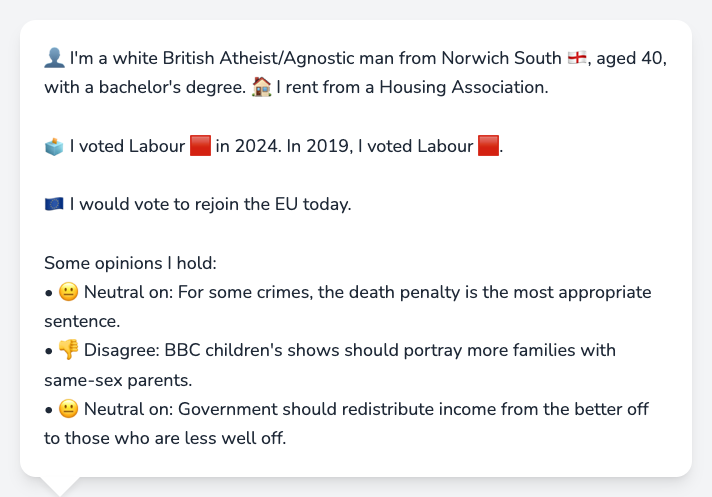 👤 I'm a white British Atheist/Agnostic man from Norwich South 🏴󠁧󠁢󠁥󠁮󠁧󠁿, aged 40,
with a bachelor's degree. 🏠 I rent from a Housing Association.
🗳️ I voted Labour 🟥 in 2024. In 2019, I voted Labour 🟥.
🇪🇺 I would vote to rejoin the EU today.
Some opinions I hold:
• 😐 Neutral on: For some crimes, the death penalty is the most appropriate
sentence.
• 👎 Disagree: BBC children's shows should portray more families with
same-sex parents.
• 😐 Neutral on: Government should redistribute income from the better off
to those who are less well off.